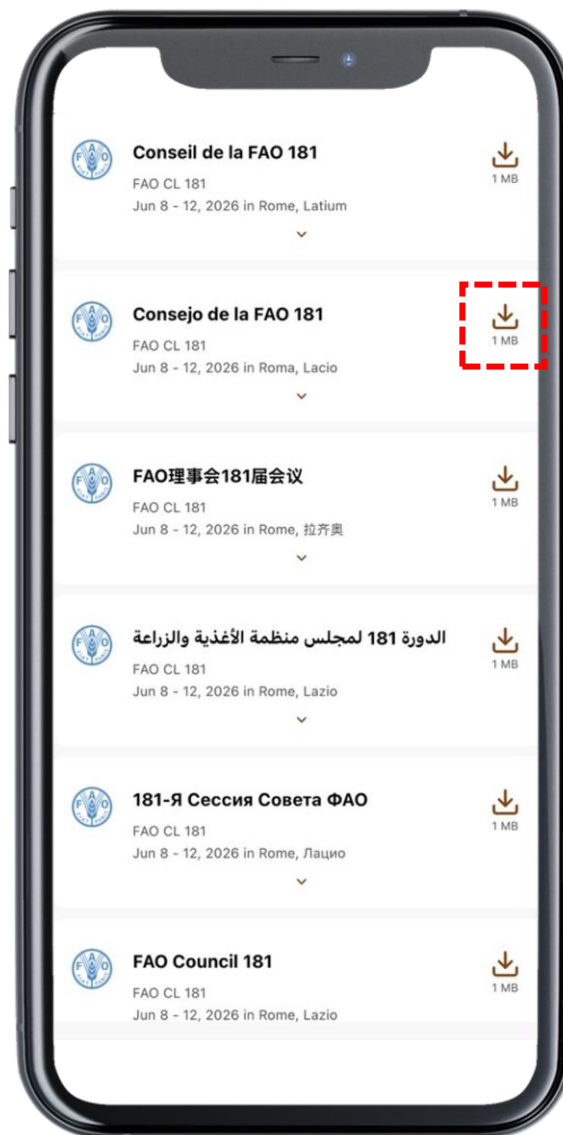 Conseil de la FAO 181
FAO CL 181
Jun 8 - 12, 2026 in Rome, Latium
1 MB
Consejo de la FAO 181
FAO CL 181
Jun 8 - 12, 2026 in Roma, Lacio
1 MB
FAO理事会181届会议
FAO CL 181
Jun 8 - 12, 2026 in Rome, 拉齐奥
1 MB
الدورة 181 لمجلس منظمة الأغذية والزراعة
FAO CL 181
Jun 8 - 12, 2026 in Rome, Lazio
1 MB
181-Я Сессия Совета ФАО
FAO CL 181
Jun 8 - 12, 2026 in Rome, Лацио
1 MB
FAO Council 181
FAO CL 181
Jun 8 - 12, 2026 in Rome, Lazio
1 MB